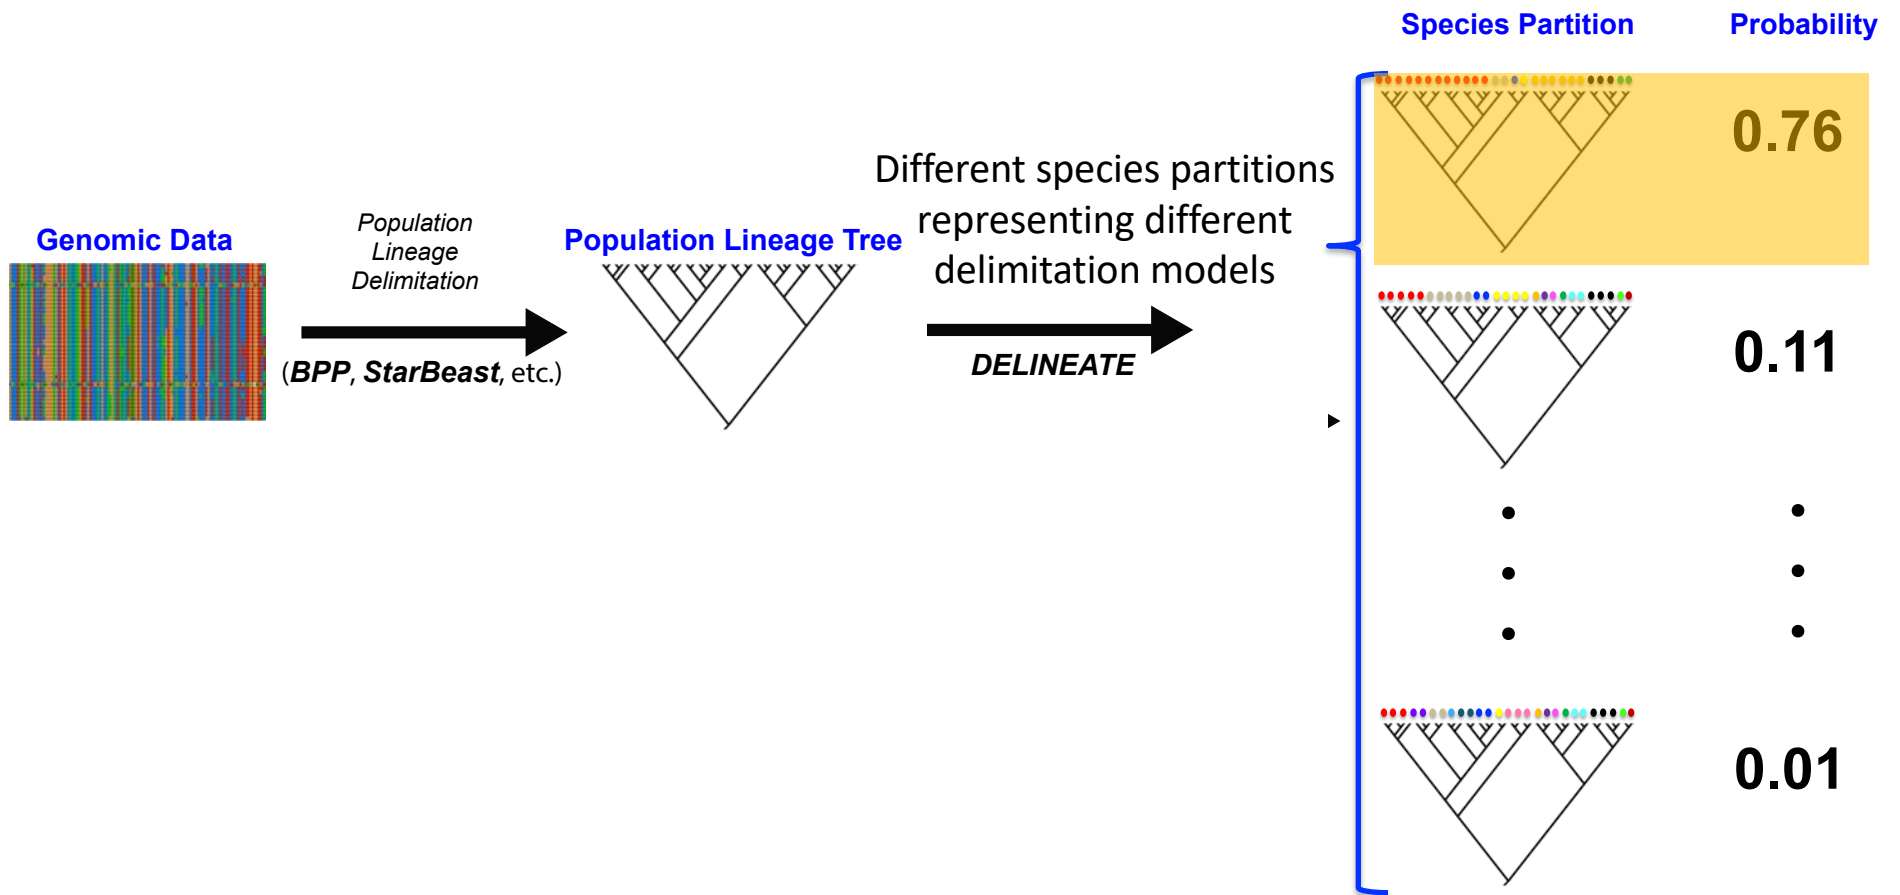 Species Partition
Probability
0.76
Different species partitions
representing different
delimitation models
DELINEATE
Genomic Data
Population
Lineage
Delimitation
(BPP, StarBeast, etc.)
Population Lineage Tree
0.11
0.01